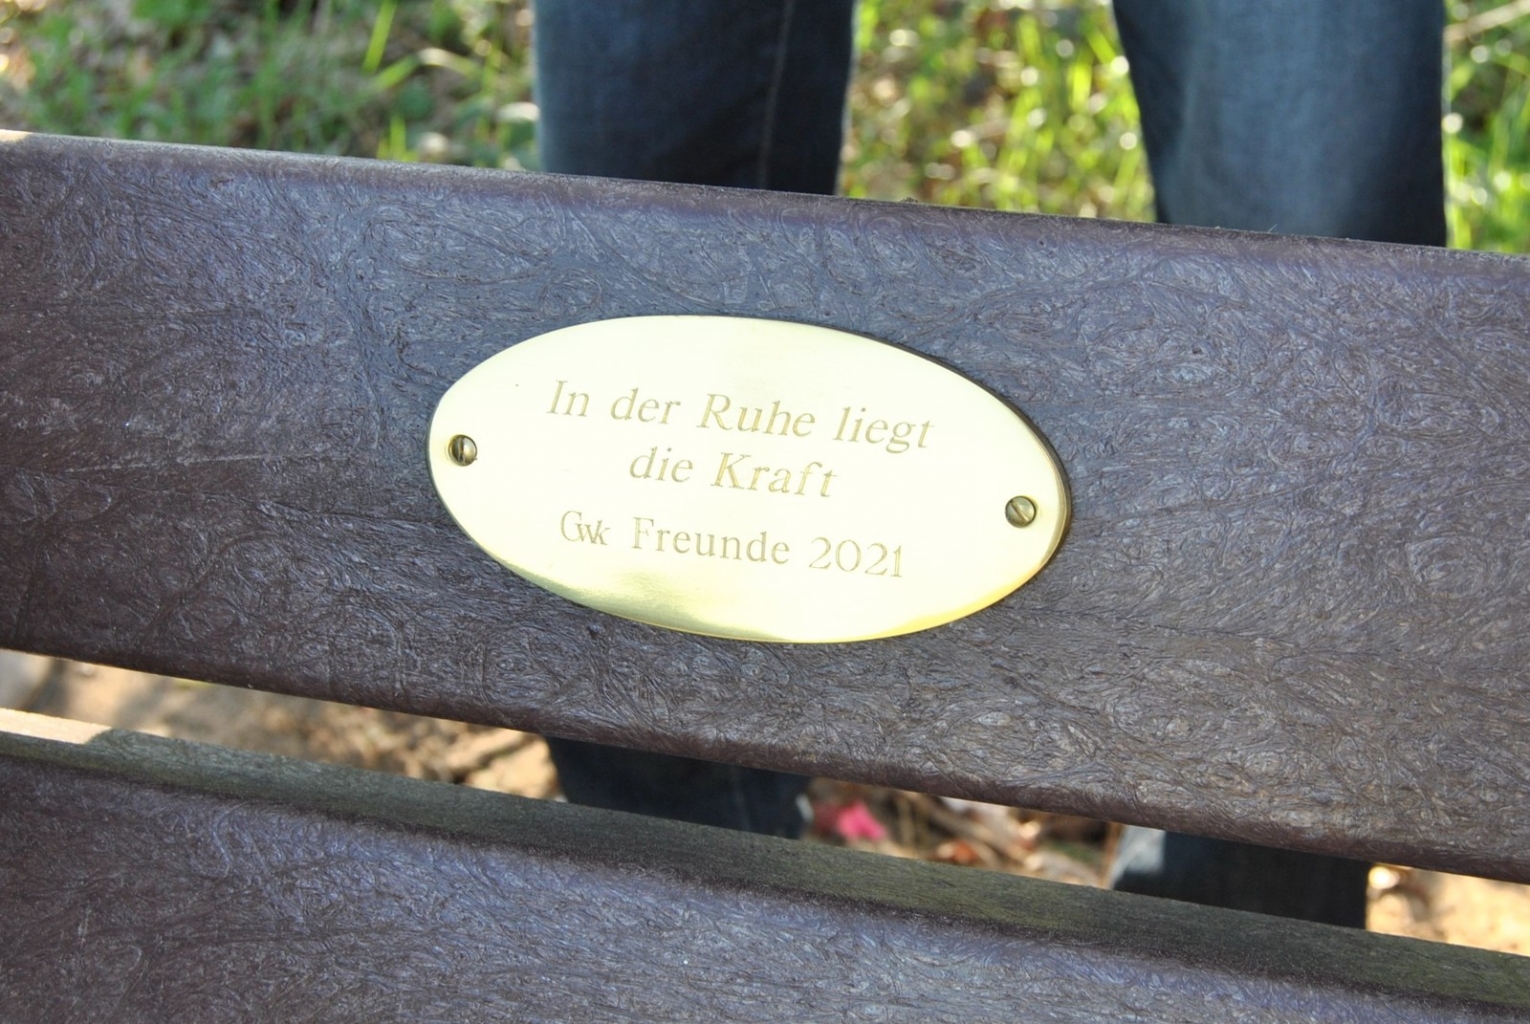 In der Ruhe liegt
die Kraft
Gwk Freunde 2021